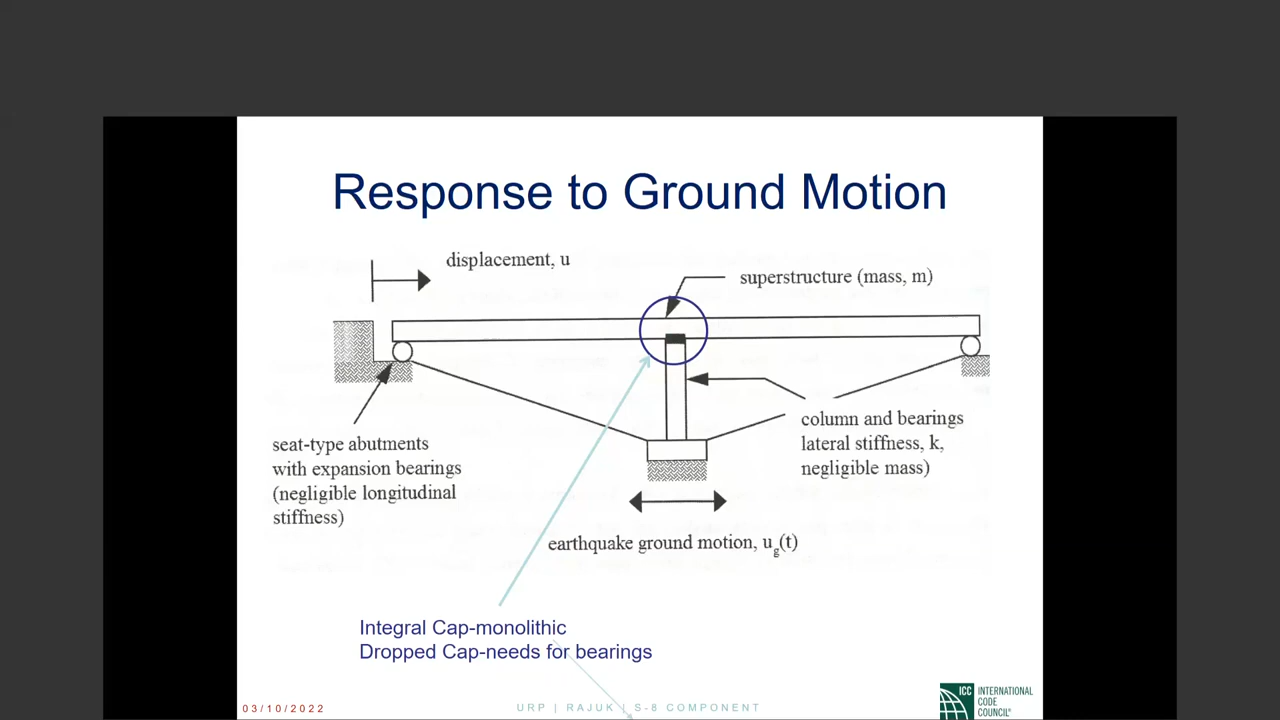 Response to Ground Motion
displacement, u
superstructure (mass, m)
seat-type abutments
with expansion bearings
(negligible longitudinal
stiffness)
column and bearings
lateral stiffness, k,
negligible mass)
earthquake ground motion, ug(t)
Integral Cap-monolithic
Dropped Cap-needs for bearings
03/10/2022
URP | RAJUK | S-8 COMPONENT
ICC
INTERNATIONAL
CODE
COUNCIL®